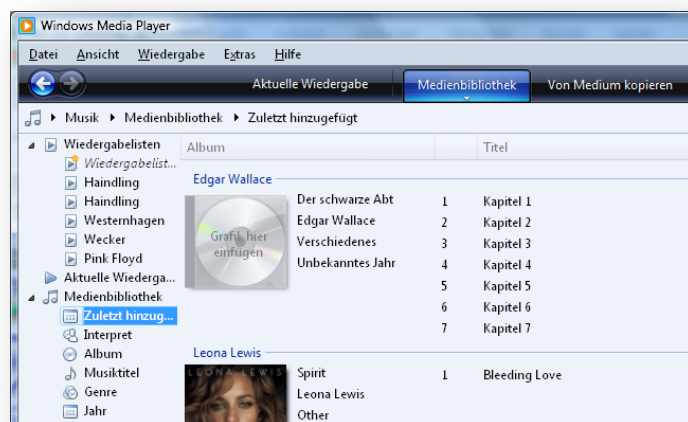 Windows Media Player
Datei Ansicht Wiedergabe Extras Hilfe
Aktuelle Wiedergabe Medienbibliothek Von Medium kopieren
Musik Medienbibliothek Zuletzt hinzugefügt
Wiedergabelisten
Wiedergabelist...
Haindling
Haindling
Westernhagen
Wecker
Pink Floyd
Aktuelle Wiederga...
Medienbibliothek
Zuletzt hinzug...
Interpret
Album
Musiktitel
Genre
Jahr
Album Titel
Edgar Wallace
Grafik hier
einfügen
Der schwarze Abt
Edgar Wallace
Verschiedenes
Unbekanntes Jahr
1 Kapitel 1
2 Kapitel 2
3 Kapitel 3
4 Kapitel 4
5 Kapitel 5
6 Kapitel 6
7 Kapitel 7
Leona Lewis
LEONA LEWIS
Spirit
Leona Lewis
Other
1 Bleeding Love